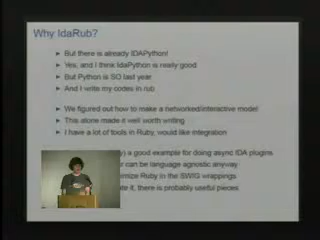 Why IdaRub?
But there is already IDAPython!
Yes, and I think IdaPython is really good
But Python is SO last year
And I write my codes in rub
We figured out how to make a networked/interactive model
This alone made it well worth writing
I have a lot of tools in Ruby, would like integration
a good example for doing async IDA plugins
can be language agnostic anyway
Ruby in the SWIG wrappings
it, there is probably useful pieces